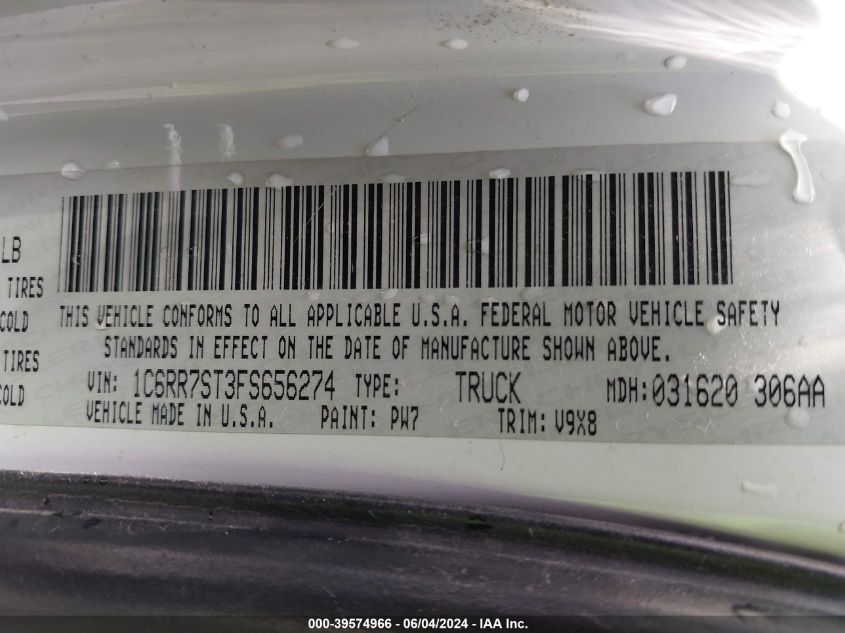 LB
TIRES
COLD
TIRES
COLD
THIS VEHICLE CONFORMS TO ALL APPLICABLE U.S.A. FEDERAL MOTOR VEHICLE SAFETY
STANDARDS IN EFFECT ON THE DATE OF MANUFACTURE SHOWN ABOVE.
VIN: 1C6RR7ST3FS656274 TYPE: TRUCK MDH:031620 306AA
VEHICLE MADE IN U.S.A. PAINT: PW7 TRIM: V9X8
000-39574966 - 06/04/2024 - IAA Inc.